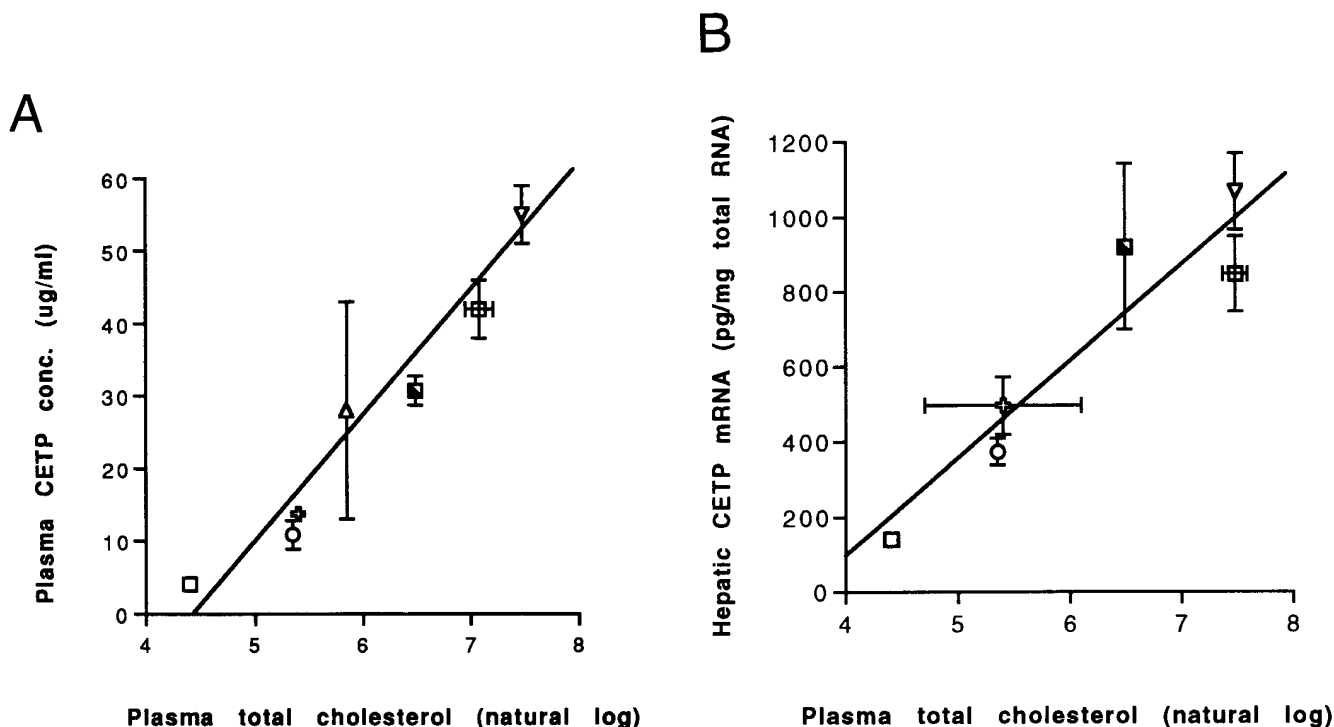 A
Plasma CETP conc. (ug/ml)
60
50
40
30
20
10
0
4 5 6 7 8
Plasma total cholesterol (natural log)
B
Hepatic CETP mRNA (pg/mg total RNA)
1200
1000
800
600
400
200
0
4 5 6 7 8
Plasma total cholesterol (natural log)